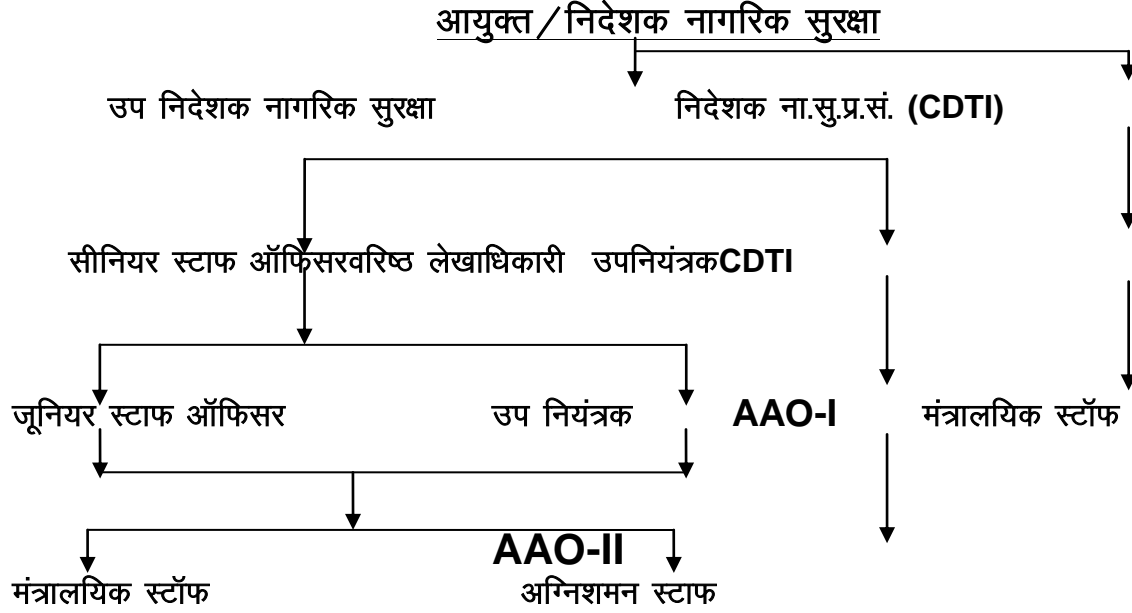 आयुक्त/निदेशक नागरिक सुरक्षा
उप निदेशक नागरिक सुरक्षा निदेशक ना.सु.प्र.सं. (CDTI)
सीनियर स्टाफ ऑफिसरवरिष्ठ लेखाधिकारी उपनियंत्रकCDTI
जूनियर स्टाफ ऑफिसर उप नियंत्रक AAO-I मंत्रालयिक स्टॉफ
AAO-II
मंत्रालयिक स्टॉफ अग्निशमन स्टाफ